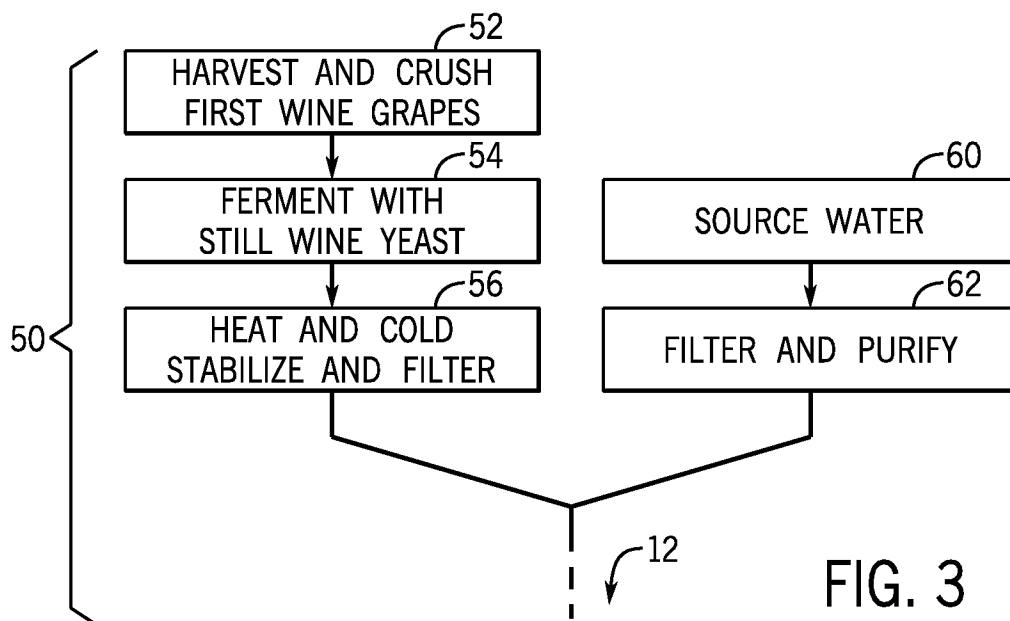 52
HARVEST AND CRUSH
FIRST WINE GRAPES
54
FERMENT WITH
STILL WINE YEAST
60
SOURCE WATER
50
56
HEAT AND COLD
STABILIZE AND FILTER
62
FILTER AND PURIFY
12
FIG. 3